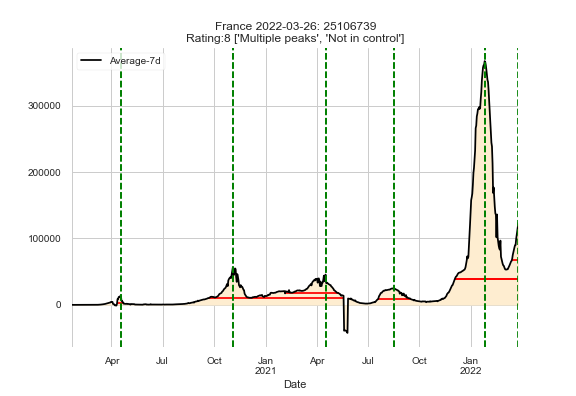 France 2022-03-26: 25106739
Rating:8 ['Multiple peaks', 'Not in control']
Average-7d
300000
200000
100000
0
Apr
Jul
Oct
Jan
2021
Apr
Jul
Oct
Jan
2022
Date